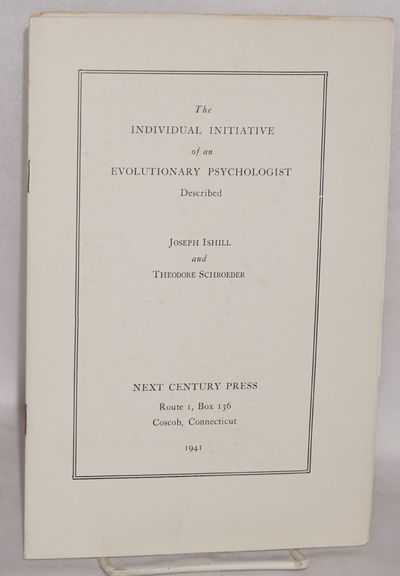 The
INDIVIDUAL INITIATIVE
of an
EVOLUTIONARY PSYCHOLOGIST
Described
JOSEPH ISHILL
and
THEODORE SCHROEDER
NEXT CENTURY PRESS
Route 1, Box 136
Coscob, Connecticut
1941